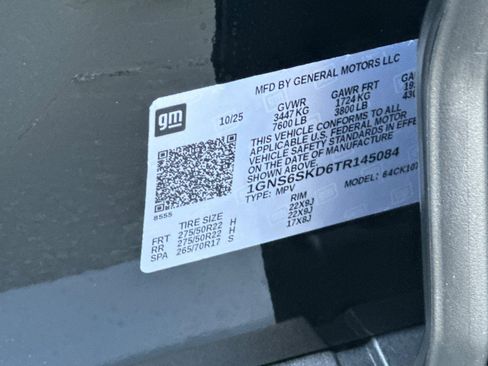 MFD BY GENERAL MOTORS LLC
gm
10/25
GVWR GAWR FRT
3447 KG 1724 KG
7600 LB 3800 LB
THIS VEHICLE CONFORMS TO ALL
APPLICABLE U.S. FEDERAL MOTOR
VEHICLE SAFETY STANDARDS IN EFFE
ON THE DATE OF MANUFACTURE
SHOWN ABOVE.
1GNS6SKD6TR145084
TYPE: MPV MODEL: 64CK107
8555
TIRE SIZE RIM
FRT 275/50R22 H 22X9J
RR 275/50R22 H 22X9J
SPA 265/70R17 S 17X8J